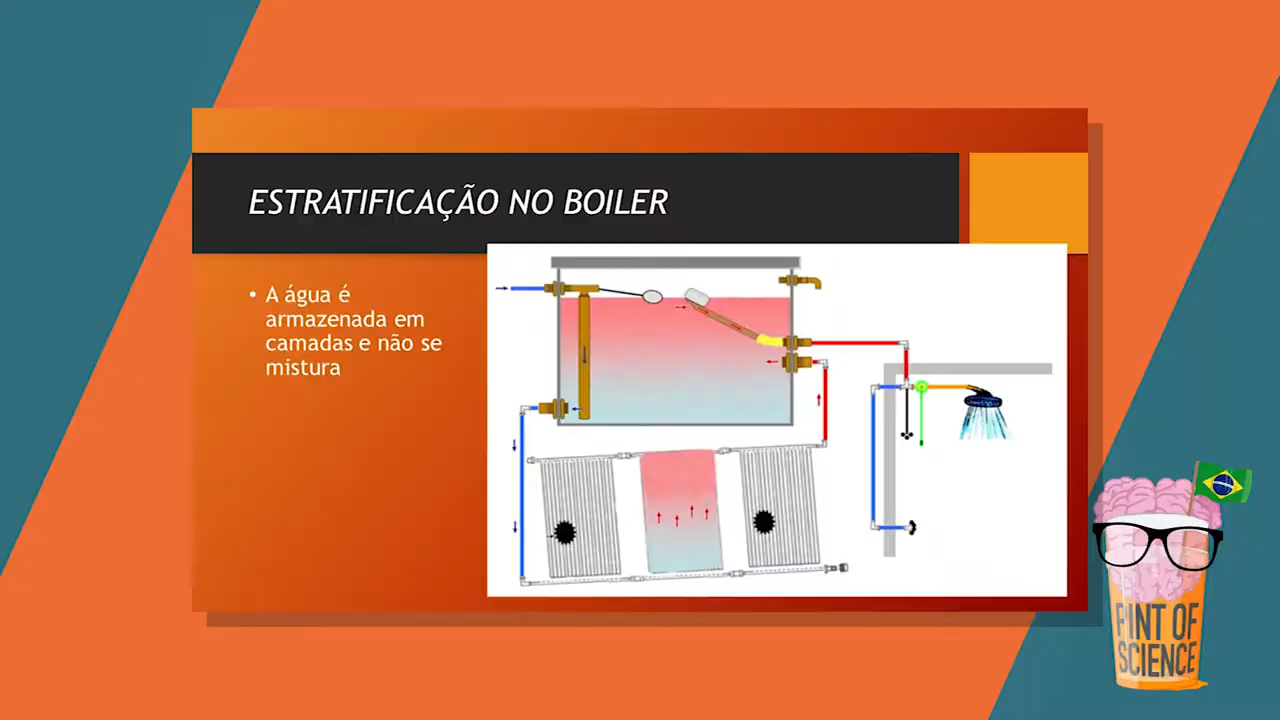 ESTRATIFICAÇÃO NO BOILER
• A água é
armazenada em
camadas e não se
mistura
PINT OF
SCIENCE